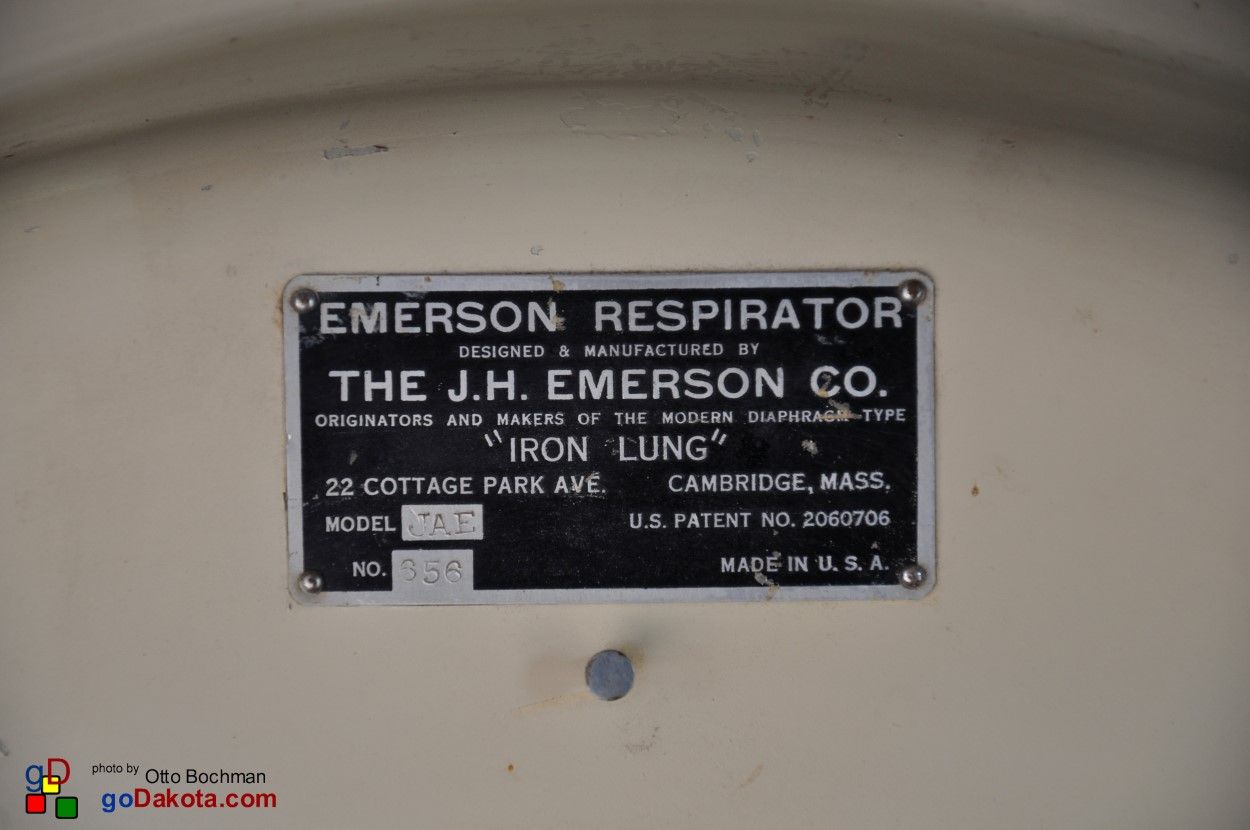 EMERSON RESPIRATOR
DESIGNED & MANUFACTURED BY
THE J.H. EMERSON CO.
ORIGINATORS AND MAKERS OF THE MODERN DIAPHRAGM TYPE
"IRON LUNG"
22 COTTAGE PARK AVE. CAMBRIDGE, MASS.
MODEL JAE U.S. PATENT NO. 2060706
NO. MADE IN U. S. A.
gD
photo by Otto Bochman
goDakota.com